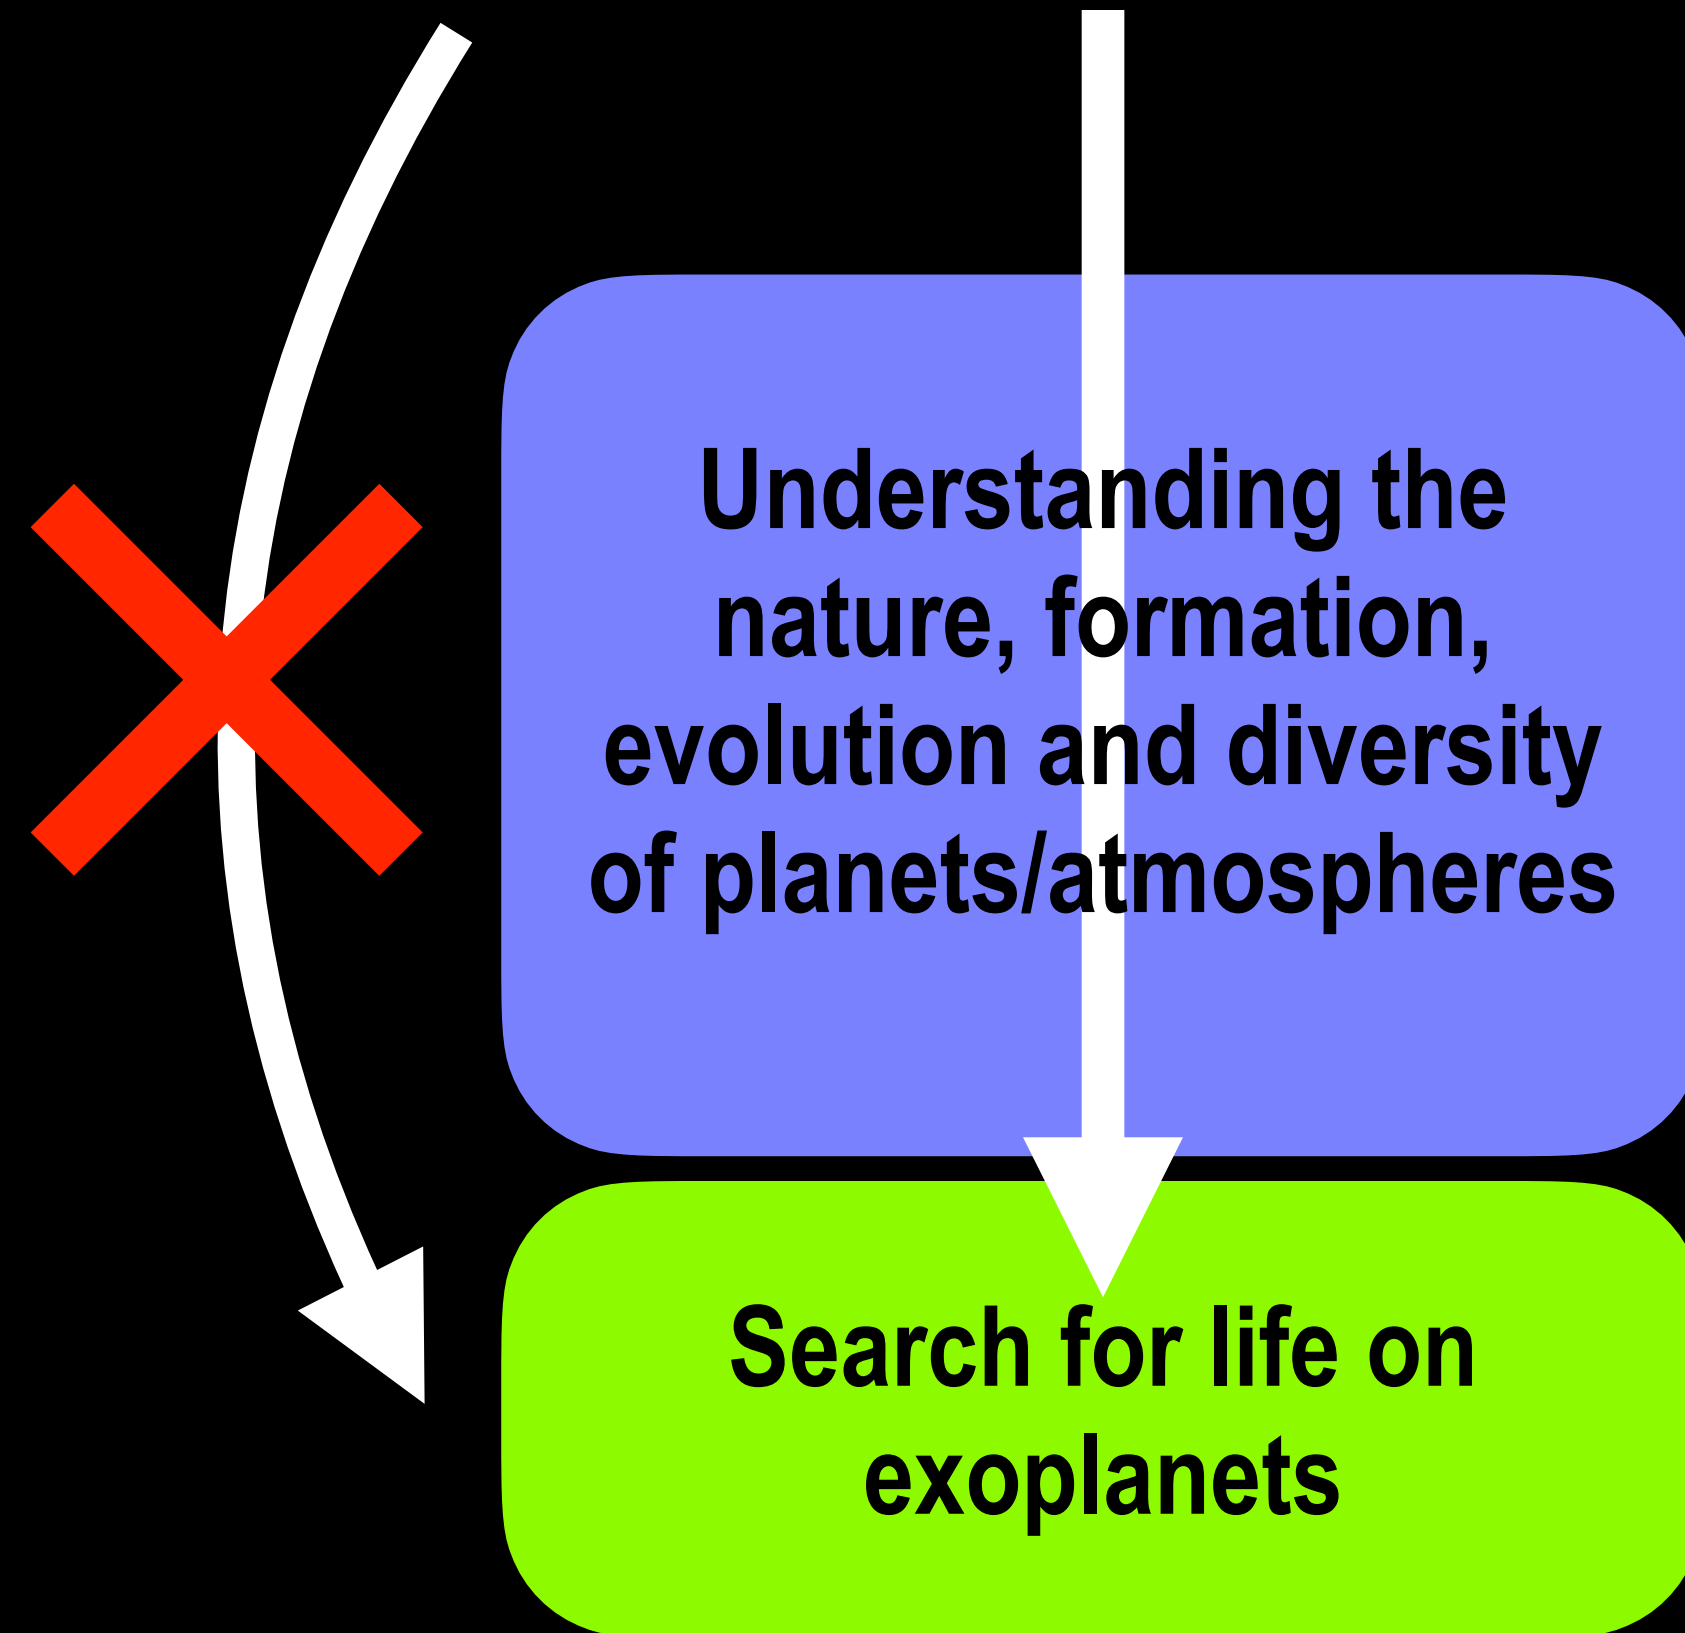 Understanding the
nature, formation,
evolution and diversity
of planets/atmospheres
Search for life on
exoplanets